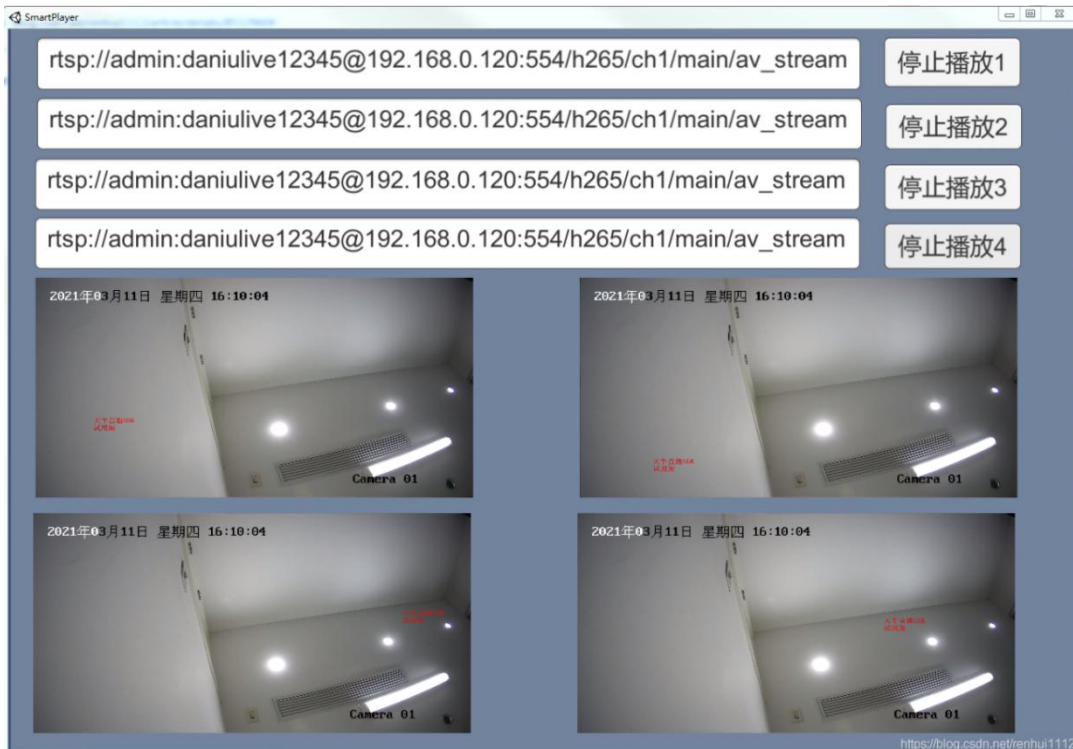 SmartPlayer
rtsp://admin:daniulive12345@192.168.0.120:554/h265/ch1/main/av_stream
停止播放1
rtsp://admin:daniulive12345@192.168.0.120:554/h265/ch1/main/av_stream
停止播放2
rtsp://admin:daniulive12345@192.168.0.120:554/h265/ch1/main/av_stream
停止播放3
rtsp://admin:daniulive12345@192.168.0.120:554/h265/ch1/main/av_stream
停止播放4
2021年03月11日 星期四 16:10:04
Camera 01
2021年03月11日 星期四 16:10:04
Camera 01
2021年03月11日 星期四 16:10:04
Camera 01
2021年03月11日 星期四 16:10:04
Camera 01
https://blog.csdn.net/renhui1112